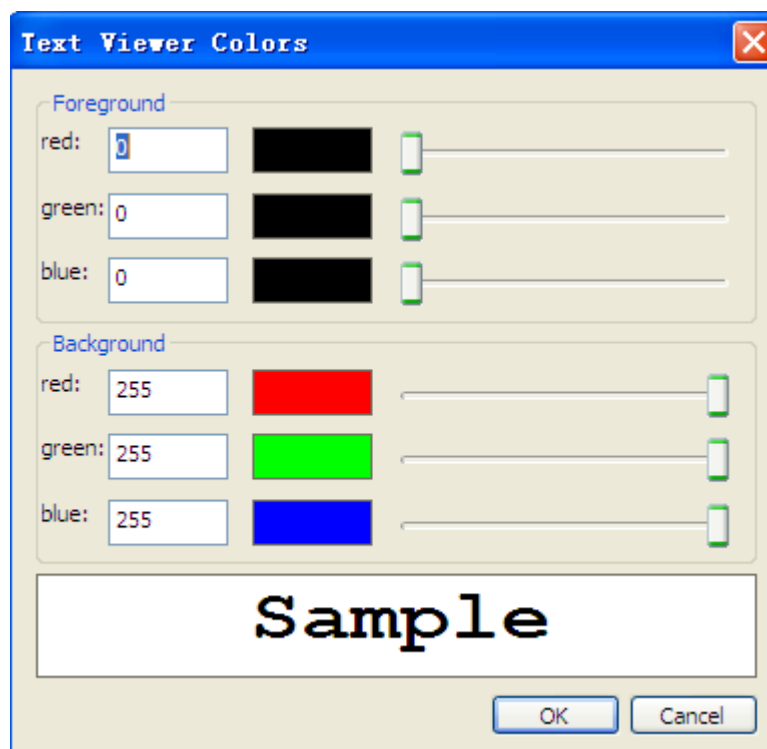 Text Viewer Colors
Foreground
red: 0
green: 0
blue: 0
Background
red: 255
green: 255
blue: 255
Sample
OK Cancel